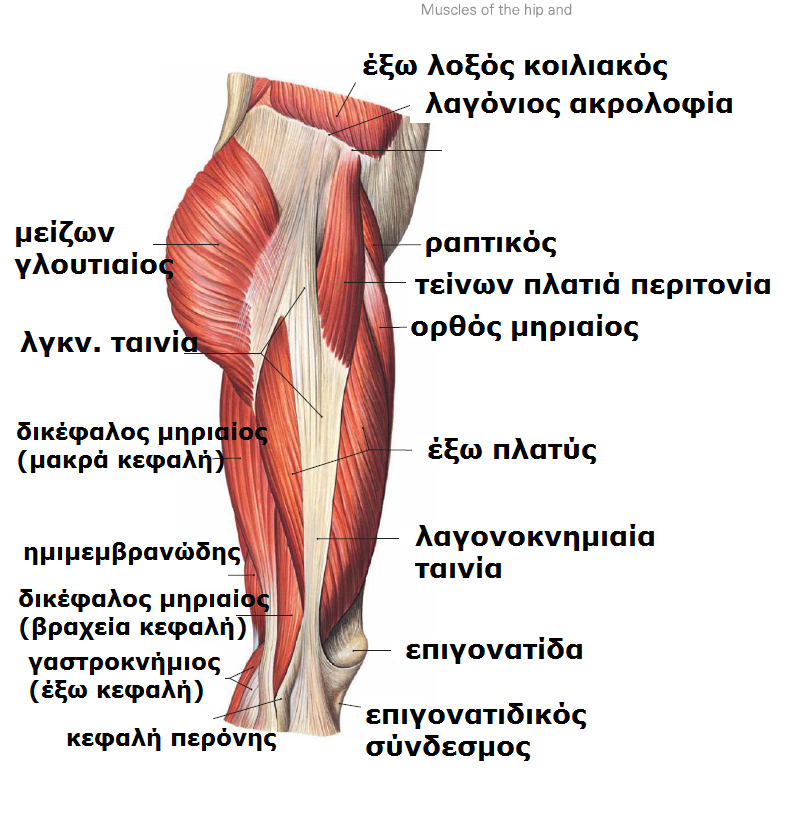 Muscles of the hip and
έξω λοξός κοιλιακός
λαγόνιος ακρολοφία
μείζων
γλουτιαίος
ραπτικός
τείνων πλατιά περιτονία
ορθός μηριαίος
λγκν. ταινία
δικέφαλος μηριαίος
(μακρά κεφαλή)
έξω πλατύς
λαγονοκνημιαία
ταινία
ημιμεμβρανώδης
δικέφαλος μηριαίος
(βραχεία κεφαλή)
επιγονατίδα
γαστροκνήμιος
(έξω κεφαλή)
κεφαλή περόνης
επιγονατιδικός
σύνδεσμος